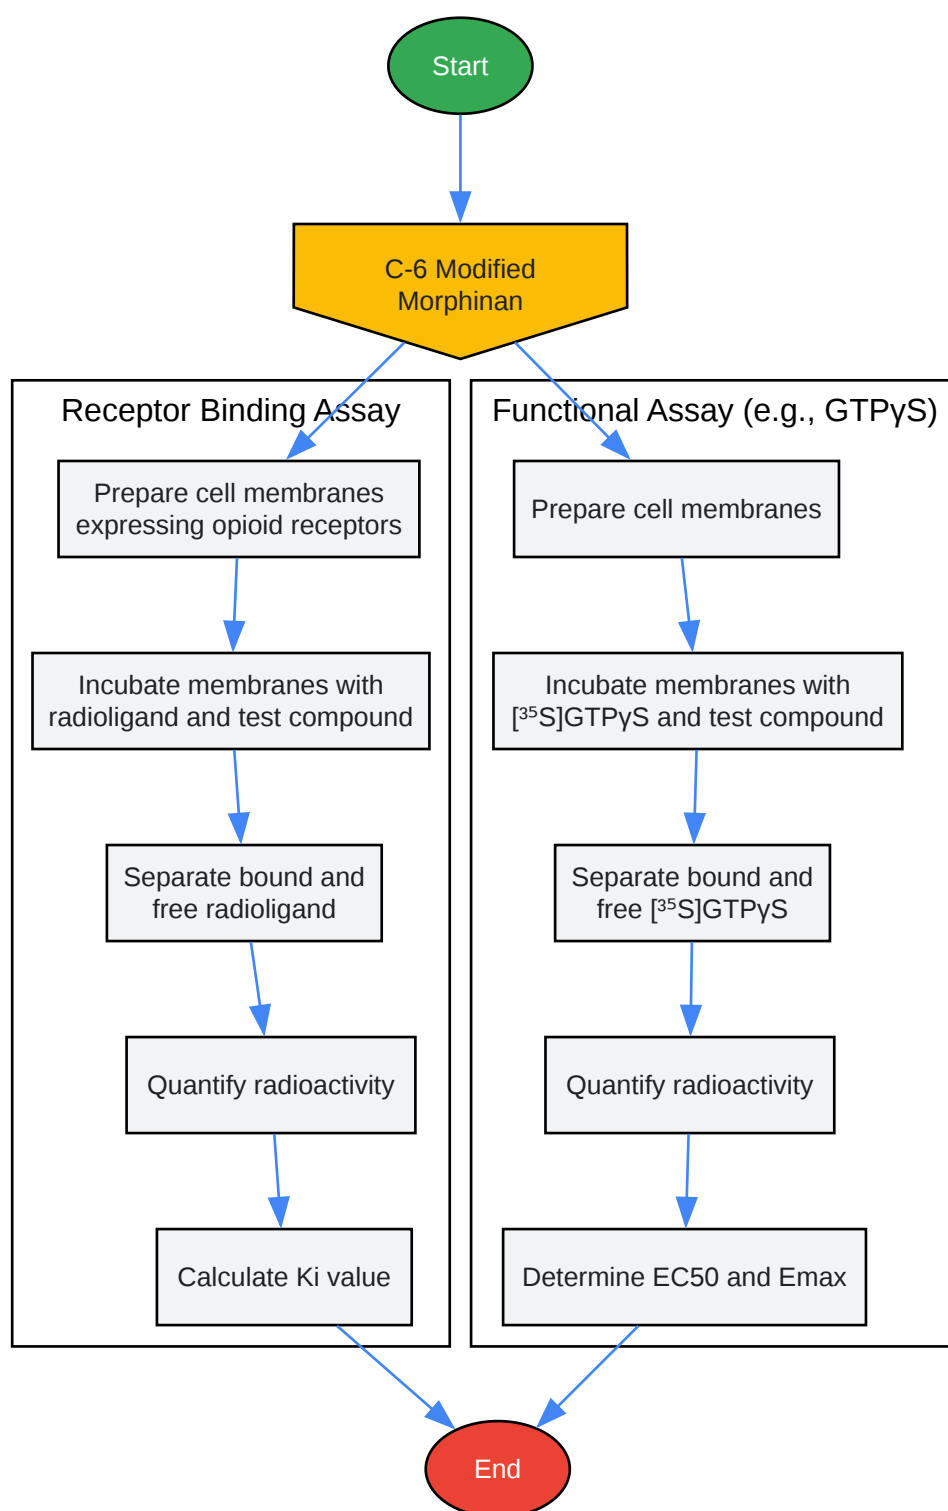 Start
C-6 Modified
Morphinan
Receptor Binding Assay
Prepare cell membranes
expressing opioid receptors
Incubate membranes with
radioligand and test compound
Separate bound and
free radioligand
Quantify radioactivity
Calculate Ki value
Functional Assay (e.g., GTPγS)
Prepare cell membranes
Incubate membranes with
[³⁵S]GTPγS and test compound
Separate bound and
free [³⁵S]GTPγS
Quantify radioactivity
Determine EC50 and Emax
End